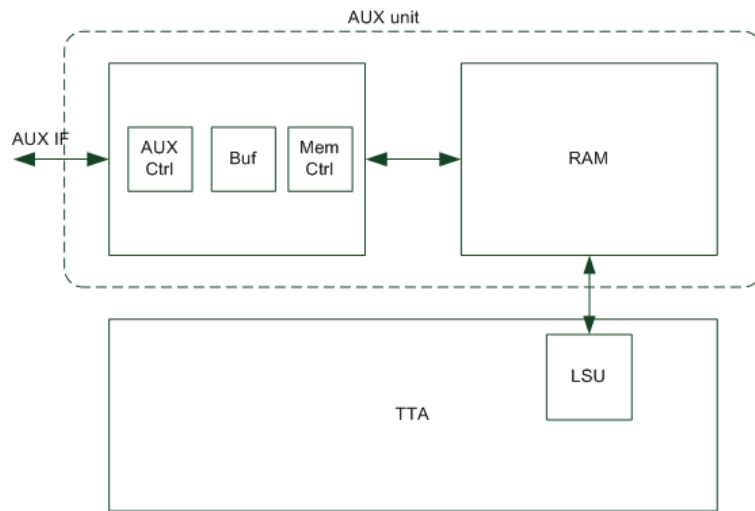 AUX unit
AUX IF
AUX
Ctrl
Buf
Mem
Ctrl
RAM
LSU
TTA